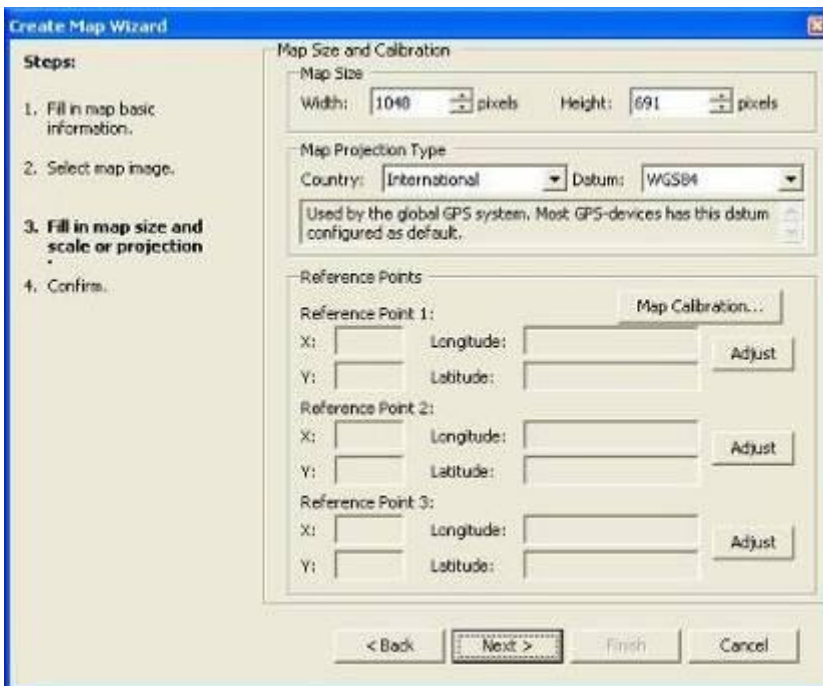 Create Map Wizard
Steps:
1. Fill in map basic
information.
2. Select map image.
3. Fill in map size and
scale or projection
.
4. Confirm.
Map Size and Calibration
Map Size
Width: 1048 pixels Height: 691 pixels
Map Projection Type
Country: International Datum: WGS84
Used by the global GPS system. Most GPS-devices has this datum
configured as default.
Reference Points
Map Calibration...
Reference Point 1:
X: Longitude:
Adjust
Y: Latitude:
Reference Point 2:
X: Longitude:
Adjust
Y: Latitude:
Reference Point 3:
X: Longitude:
Adjust
Y: Latitude:
< Back Next > Finish Cancel